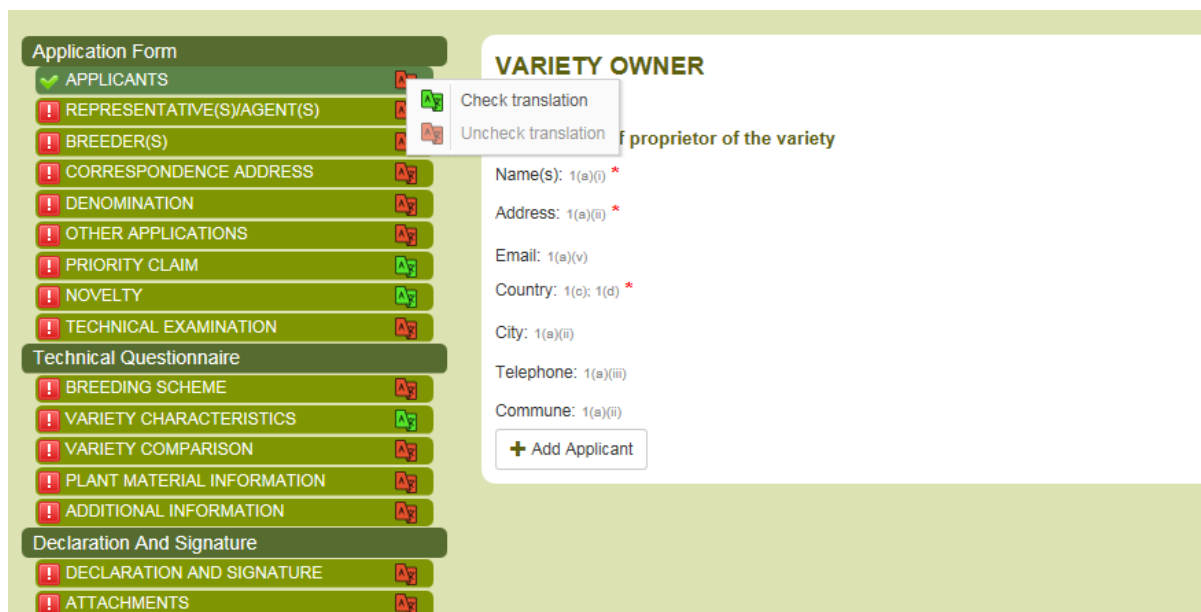 Application Form
APPLICANTS
REPRESENTATIVE(S)/AGENT(S)
BREEDER(S)
CORRESPONDENCE ADDRESS
DENOMINATION
OTHER APPLICATIONS
PRIORITY CLAIM
NOVELTY
TECHNICAL EXAMINATION
Technical Questionnaire
BREEDING SCHEME
VARIETY CHARACTERISTICS
VARIETY COMPARISON
PLANT MATERIAL INFORMATION
ADDITIONAL INFORMATION
Declaration And Signature
DECLARATION AND SIGNATURE
ATTACHMENTS
Check translation
Uncheck translation
VARIETY OWNER
proprietor of the variety
Name(s): 1(a)(i) *
Address: 1(a)(ii) *
Email: 1(a)(v)
Country: 1(c); 1(d) *
City: 1(a)(ii)
Telephone: 1(a)(iii)
Commune: 1(a)(ii)
+ Add Applicant